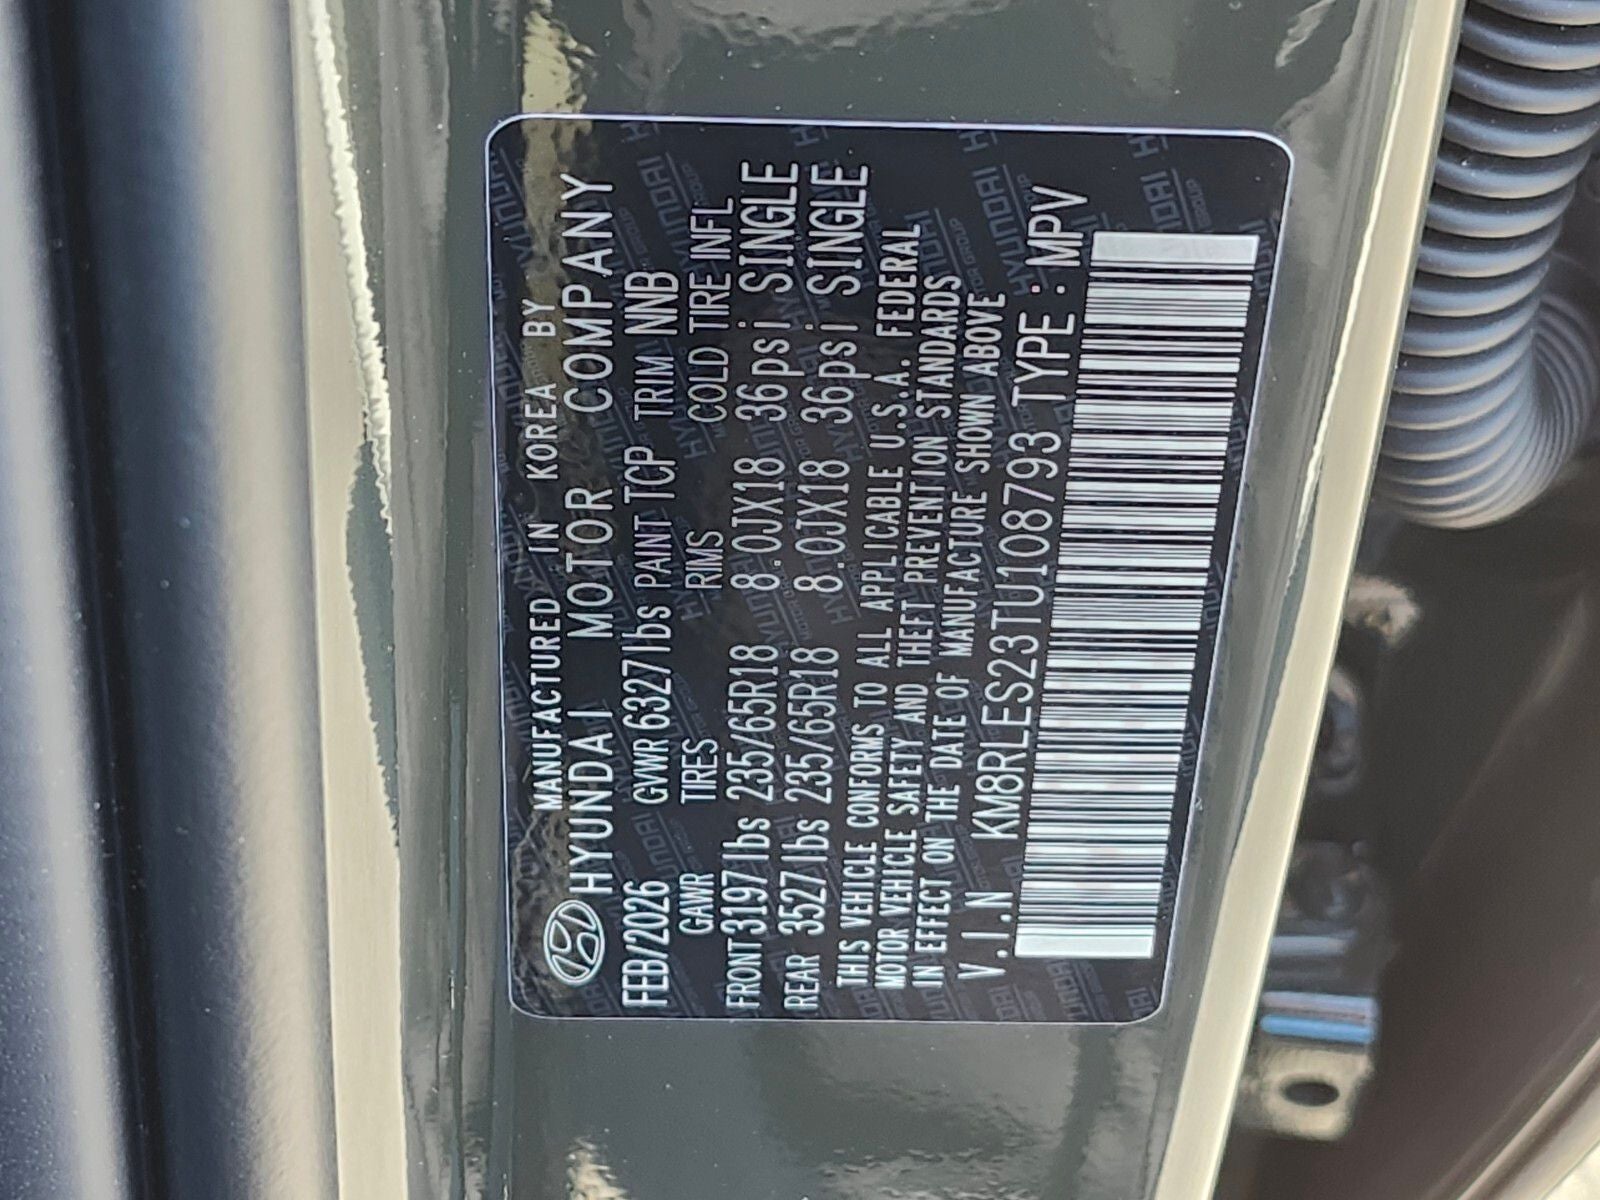 MANUFACTURED IN KOREA BY
HYUNDAI MOTOR COMPANY
FEB/2026 GVWR 6327lbs PAINT TCP TRIM NNB
GAWR TIRES RIMS COLD TIRE INFL
FRONT 3197lbs 235/65R18 8.0JX18 36psi SINGLE
REAR 3527lbs 235/65R18 8.0JX18 36psi SINGLE
THIS VEHICLE CONFORMS TO ALL APPLICABLE U.S.A. FEDERAL
MOTOR VEHICLE SAFETY AND THEFT PREVENTION STANDARDS
IN EFFECT ON THE DATE OF MANUFACTURE SHOWN ABOVE
V.I.N KM8RLES23TU108793 TYPE : MPV